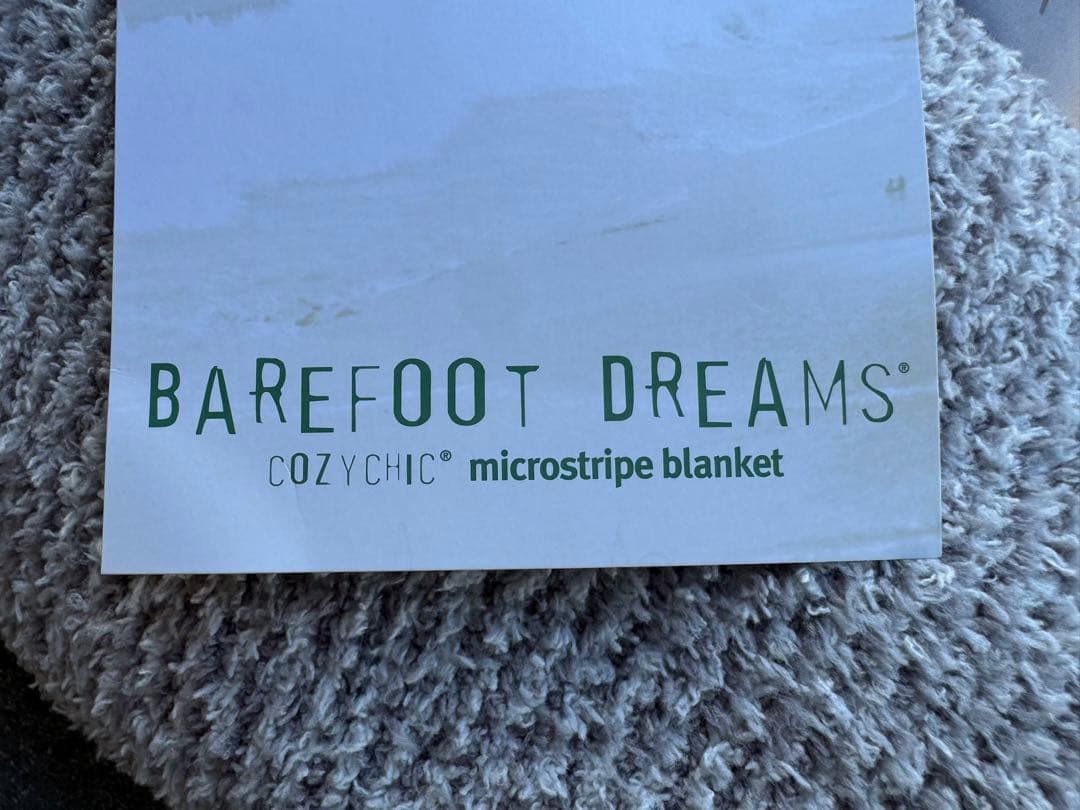 BAREFOOT DREAMS®
COZYCHIC® microstripe blanket